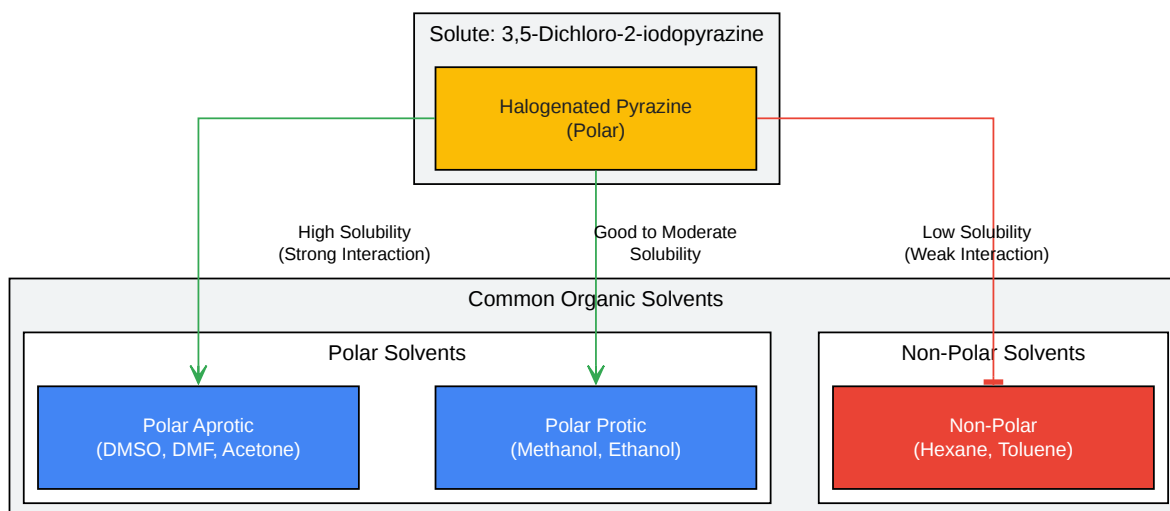 Solute: 3,5-Dichloro-2-iodopyrazine
Halogenated Pyrazine
(Polar)
High Solubility
(Strong Interaction)
Good to Moderate
Solubility
Low Solubility
(Weak Interaction)
Common Organic Solvents
Polar Solvents
Non-Polar Solvents
Polar Aprotic
(DMSO, DMF, Acetone)
Polar Protic
(Methanol, Ethanol)
Non-Polar
(Hexane, Toluene)